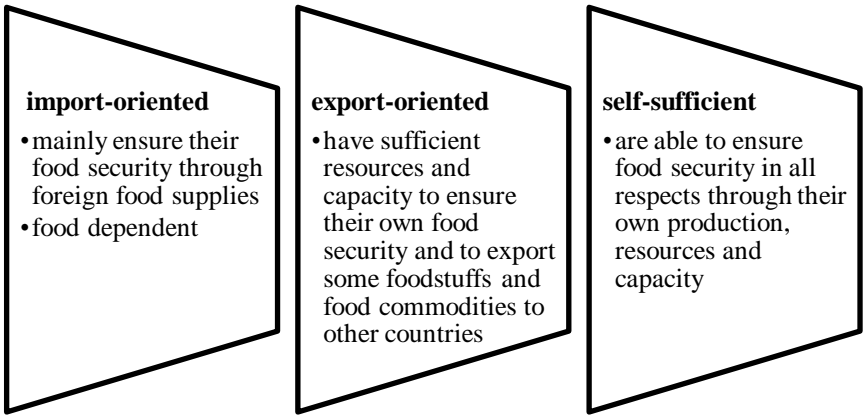 import-oriented
•mainly ensure their
food security through
foreign food supplies
•food dependent
export-oriented
•have sufficient
resources and
capacity to ensure
their own food
security and to export
some foodstuffs and
food commodities to
other countries
self-sufficient
•are able to ensure
food security in all
respects through their
own production,
resources and
capacity